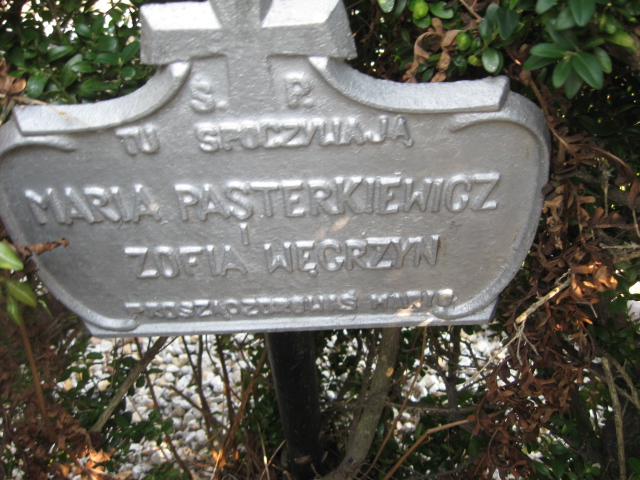 Ś. P.
TU SPOCZYWAJĄ
MARIA PASTERKIEWICZ
I
ZOFIA WĘGRZYN